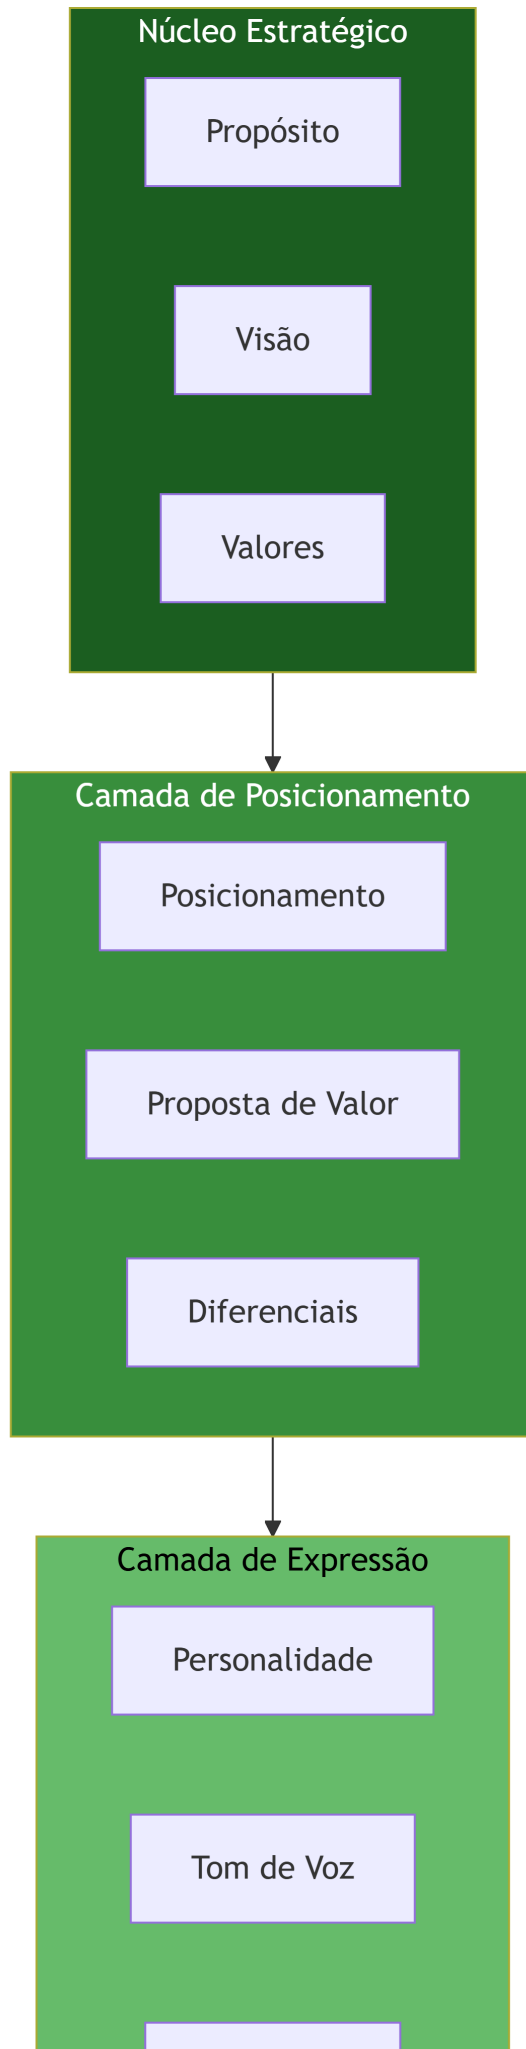 Núcleo Estratégico
Propósito
Visão
Valores
Camada de Posicionamento
Posicionamento
Proposta de Valor
Diferenciais
Camada de Expressão
Personalidade
Tom de Voz